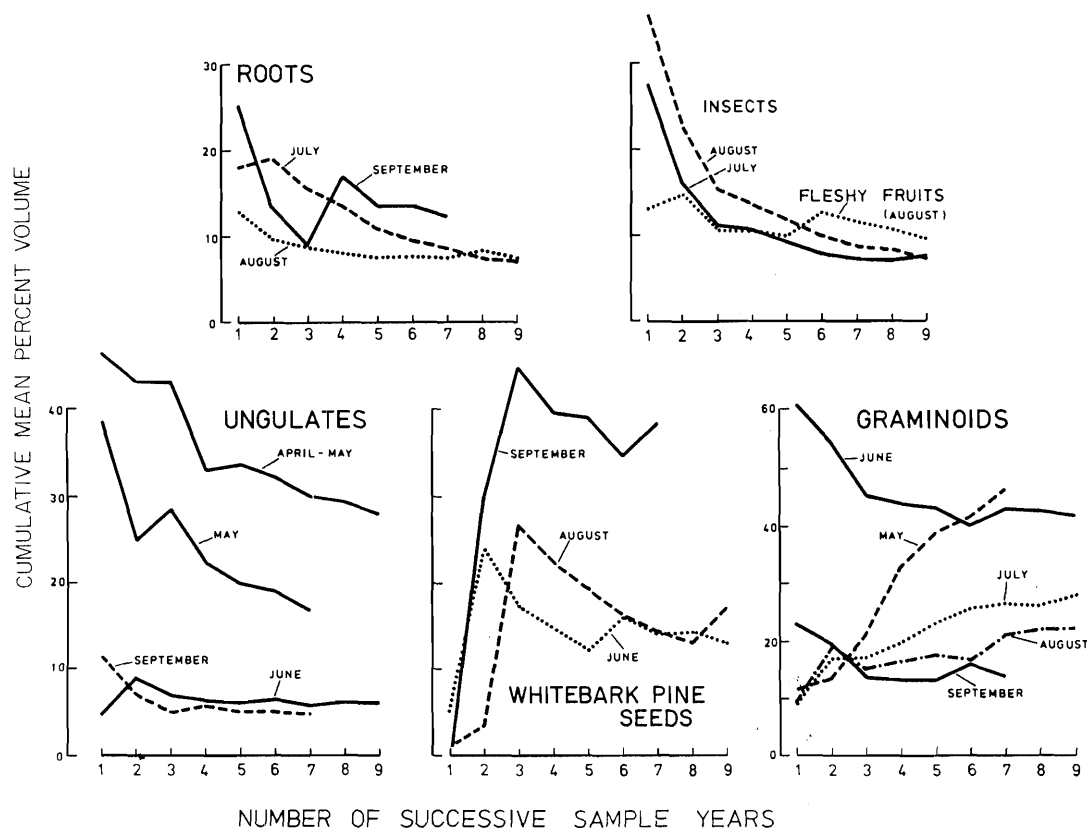 CUMULATIVE MEAN PERCENT VOLUME
ROOTS
30
20
10
0
JULY
SEPTEMBER
AUGUST
1 2 3 4 5 6 7 8 9
INSECTS
AUGUST
JULY
FLESHY FRUITS
(AUGUST)
1 2 3 4 5 6 7 8 9
UNGULATES
40
30
20
10
0
APRIL-MAY
MAY
SEPTEMBER
JUNE
1 2 3 4 5 6 7 8 9
SEPTEMBER
AUGUST
JUNE
WHITEBARK PINE
SEEDS
1 2 3 4 5 6 7 8 9
GRAMINOIDS
60
40
20
0
JUNE
MAY
JULY
AUGUST
SEPTEMBER
1 2 3 4 5 6 7 8 9
NUMBER OF SUCCESSIVE SAMPLE YEARS